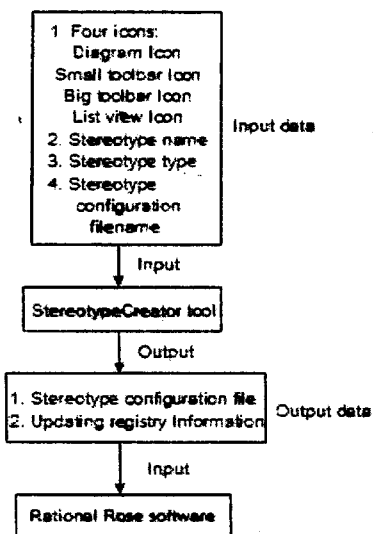 1 Four icons:
Diagram Icon
Small toolbar Icon
Big toolbar Icon
List view Icon
2. Stereotype name
3. Stereotype type
4. Stereotype
configuration
filename
Input data
Input
StereotypeCreator tool
Output
1. Stereotype configuration file
2. Updating registry Information
Output data
Input
Rational Rose software